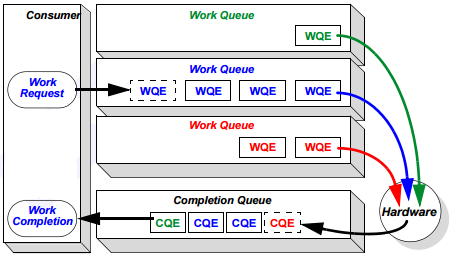 Consumer
Work Queue
WQE
Work Queue
Work
Request
WQE WQE WQE WQE
Work Queue
WQE WQE
Completion Queue
Work
Completion
CQE CQE CQE CQE
Hardware